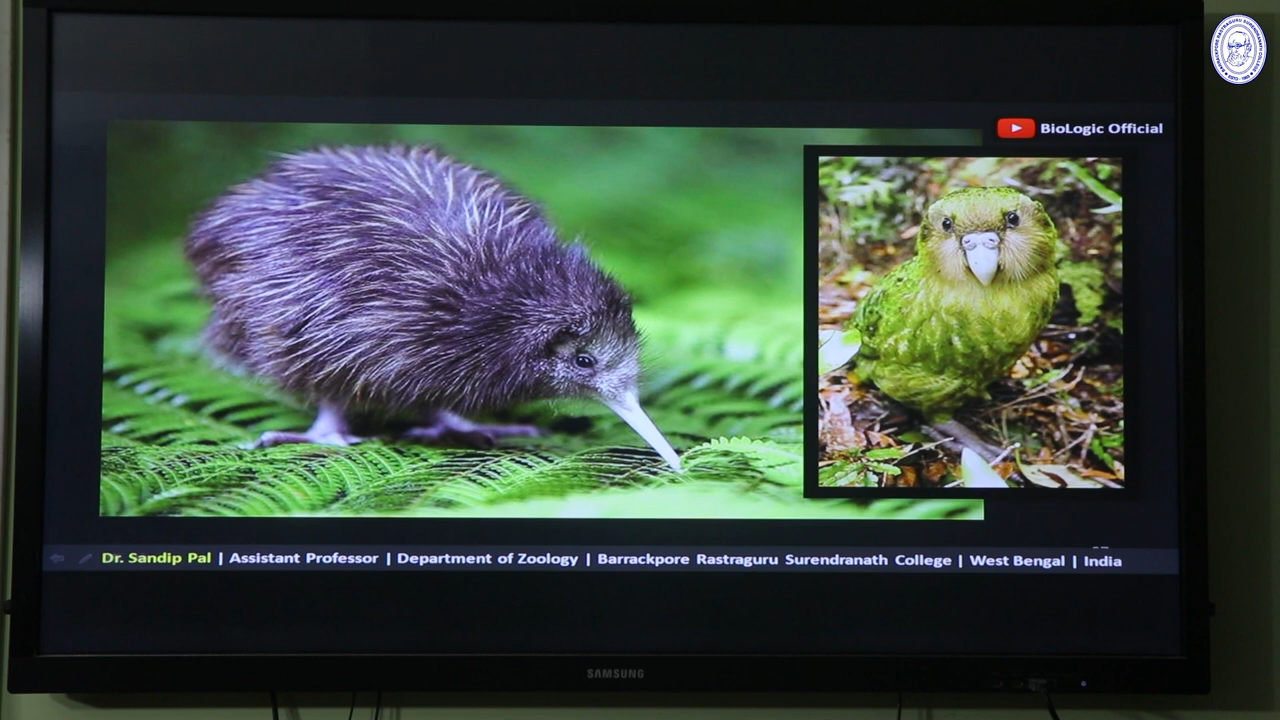 BioLogic Official
Dr. Sandip Pal | Assistant Professor | Department of Zoology | Barrackpore Rastraguru Surendranath College | West Bengal | India
SAMSUNG